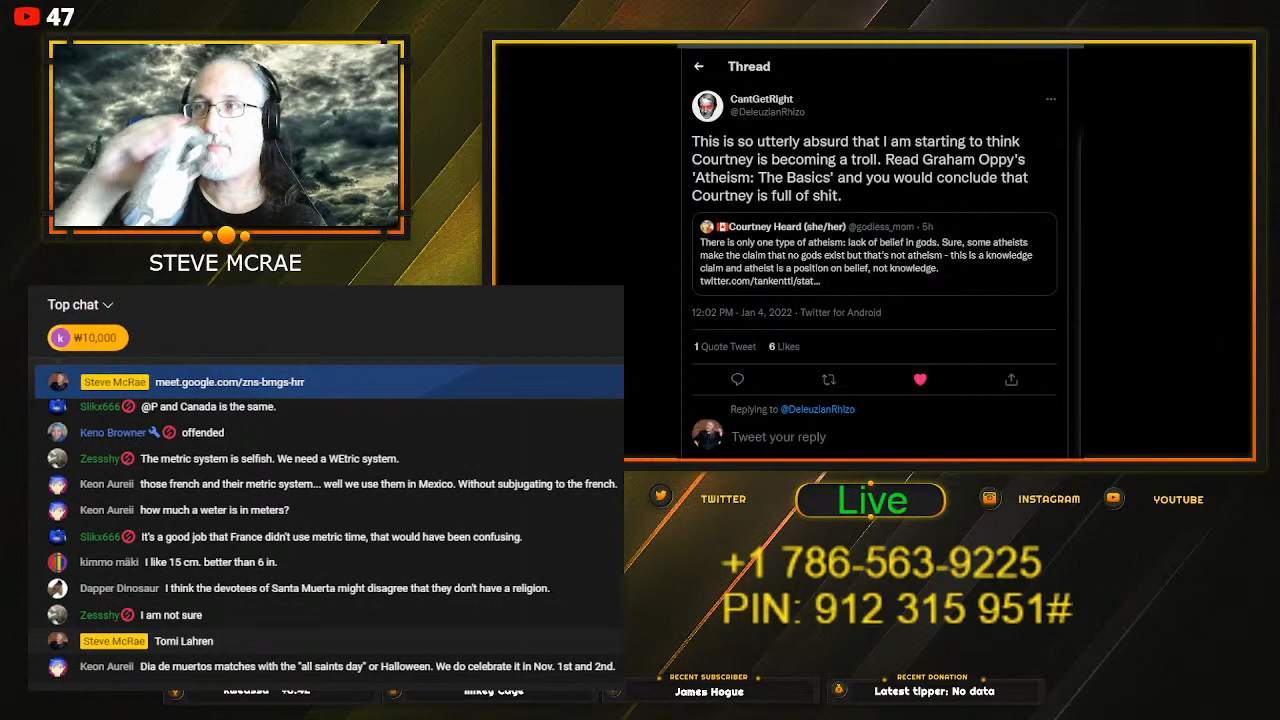 47
STEVE MCRAE
Thread
CantGetRight
@DeleuzianRhizo
This is so utterly absurd that I am starting to think
Courtney is becoming a troll. Read Graham Oppy's
'Atheism: The Basics' and you would conclude that
Courtney is full of shit.
Courtney Heard (she/her) @godless_mom · 5h
There is only one type of atheism: lack of belief in gods. Sure, some atheists
make the claim that no gods exist but that's not atheism - this is a knowledge
claim and atheist is a position on belief, not knowledge.
twitter.com/tankentti/stat...
12:02 PM · Jan 4, 2022 · Twitter for Android
1 Quote Tweet 6 Likes
Replying to @DeleuzianRhizo
Tweet your reply
Top chat
k ₩10,000
Steve McRae meet.google.com/zns-bmgs-hrr
Slikx666 @P and Canada is the same.
Keno Browner offended
Zessshy The metric system is selfish. We need a WEtric system.
Keon Aureii those french and their metric system... well we use them in Mexico. Without subjugating to the french.
Keon Aureii how much a weter is in meters?
Slikx666 It's a good job that France didn't use metric time, that would have been confusing.
kimmo mäki I like 15 cm. better than 6 in.
Dapper Dinosaur I think the devotees of Santa Muerta might disagree that they don't have a religion.
Zessshy I am not sure
Steve McRae Tomi Lahren
Keon Aureii Dia de muertos matches with the "all saints day" or Halloween. We do celebrate it in Nov. 1st and 2nd.
TWITTER
Live
INSTAGRAM
YOUTUBE
+1 786-563-9225
PIN: 912 315 951#
Mikey Cage
RECENT SUBSCRIBER
James Hogue
RECENT DONATION
Latest tipper: No data